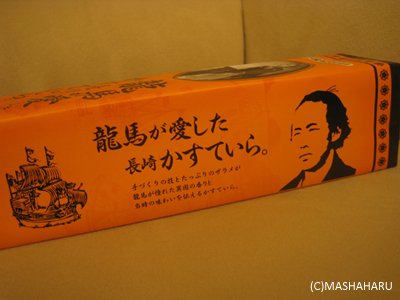 龍馬が愛した
長崎かすていら。
手づくりの技とたっぷりのザラメが
龍馬が憧れた異国の香りと
長崎の味わいを伝えるかすていら。
(C)MASHAHARU